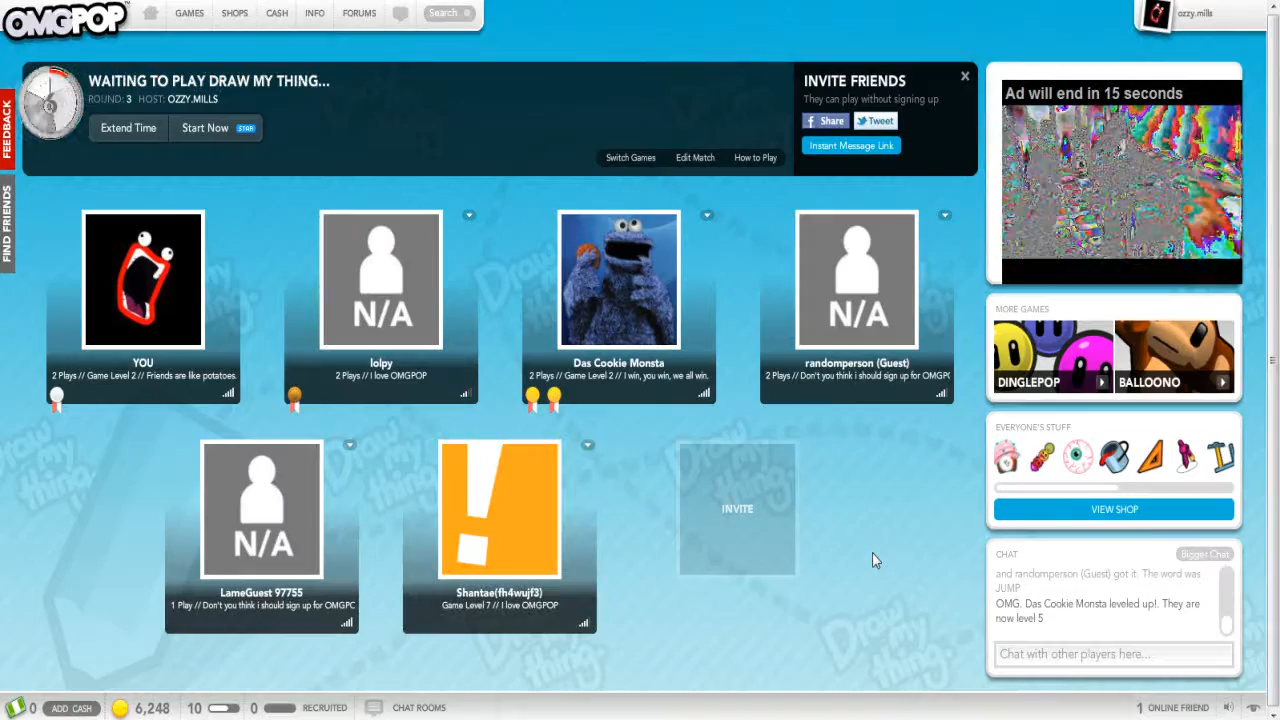 OMGPOP
GAMES SHOPS CASH INFO FORUMS Search
ozzy.mills
FEEDBACK
FIND FRIENDS
WAITING TO PLAY DRAW MY THING...
ROUND: 3 HOST: OZZY.MILLS
Extend Time Start Now STAR
Switch Games Edit Match How to Play
INVITE FRIENDS
They can play without signing up
Share Tweet
Instant Message Link
Ad will end in 15 seconds
N/A
N/A
YOU
2 Plays // Game Level 2 // Friends are like potatoes.
lolpy
2 Plays // I love OMGPOP
Das Cookie Monsta
2 Plays // Game Level 2 // I win, you win, we all win.
randomperson (Guest)
2 Plays // Don't you think i should sign up for OMGPC
N/A
LameGuest 97755
1 Play // Don't you think i should sign up for OMGPC
!
Shantae(fh4wujf3)
Game Level 7 // I love OMGPOP
INVITE
MORE GAMES
DINGLEPOP BALLOONO
EVERYONE'S STUFF
VIEW SHOP
CHAT Bigger Chat
and randomperson (Guest) got it. The word was
JUMP
OMG. Das Cookie Monsta leveled up!. They are
now level 5
Chat with other players here...
0 ADD CASH 6,248 10 0 RECRUITED CHAT ROOMS 1 ONLINE FRIEND